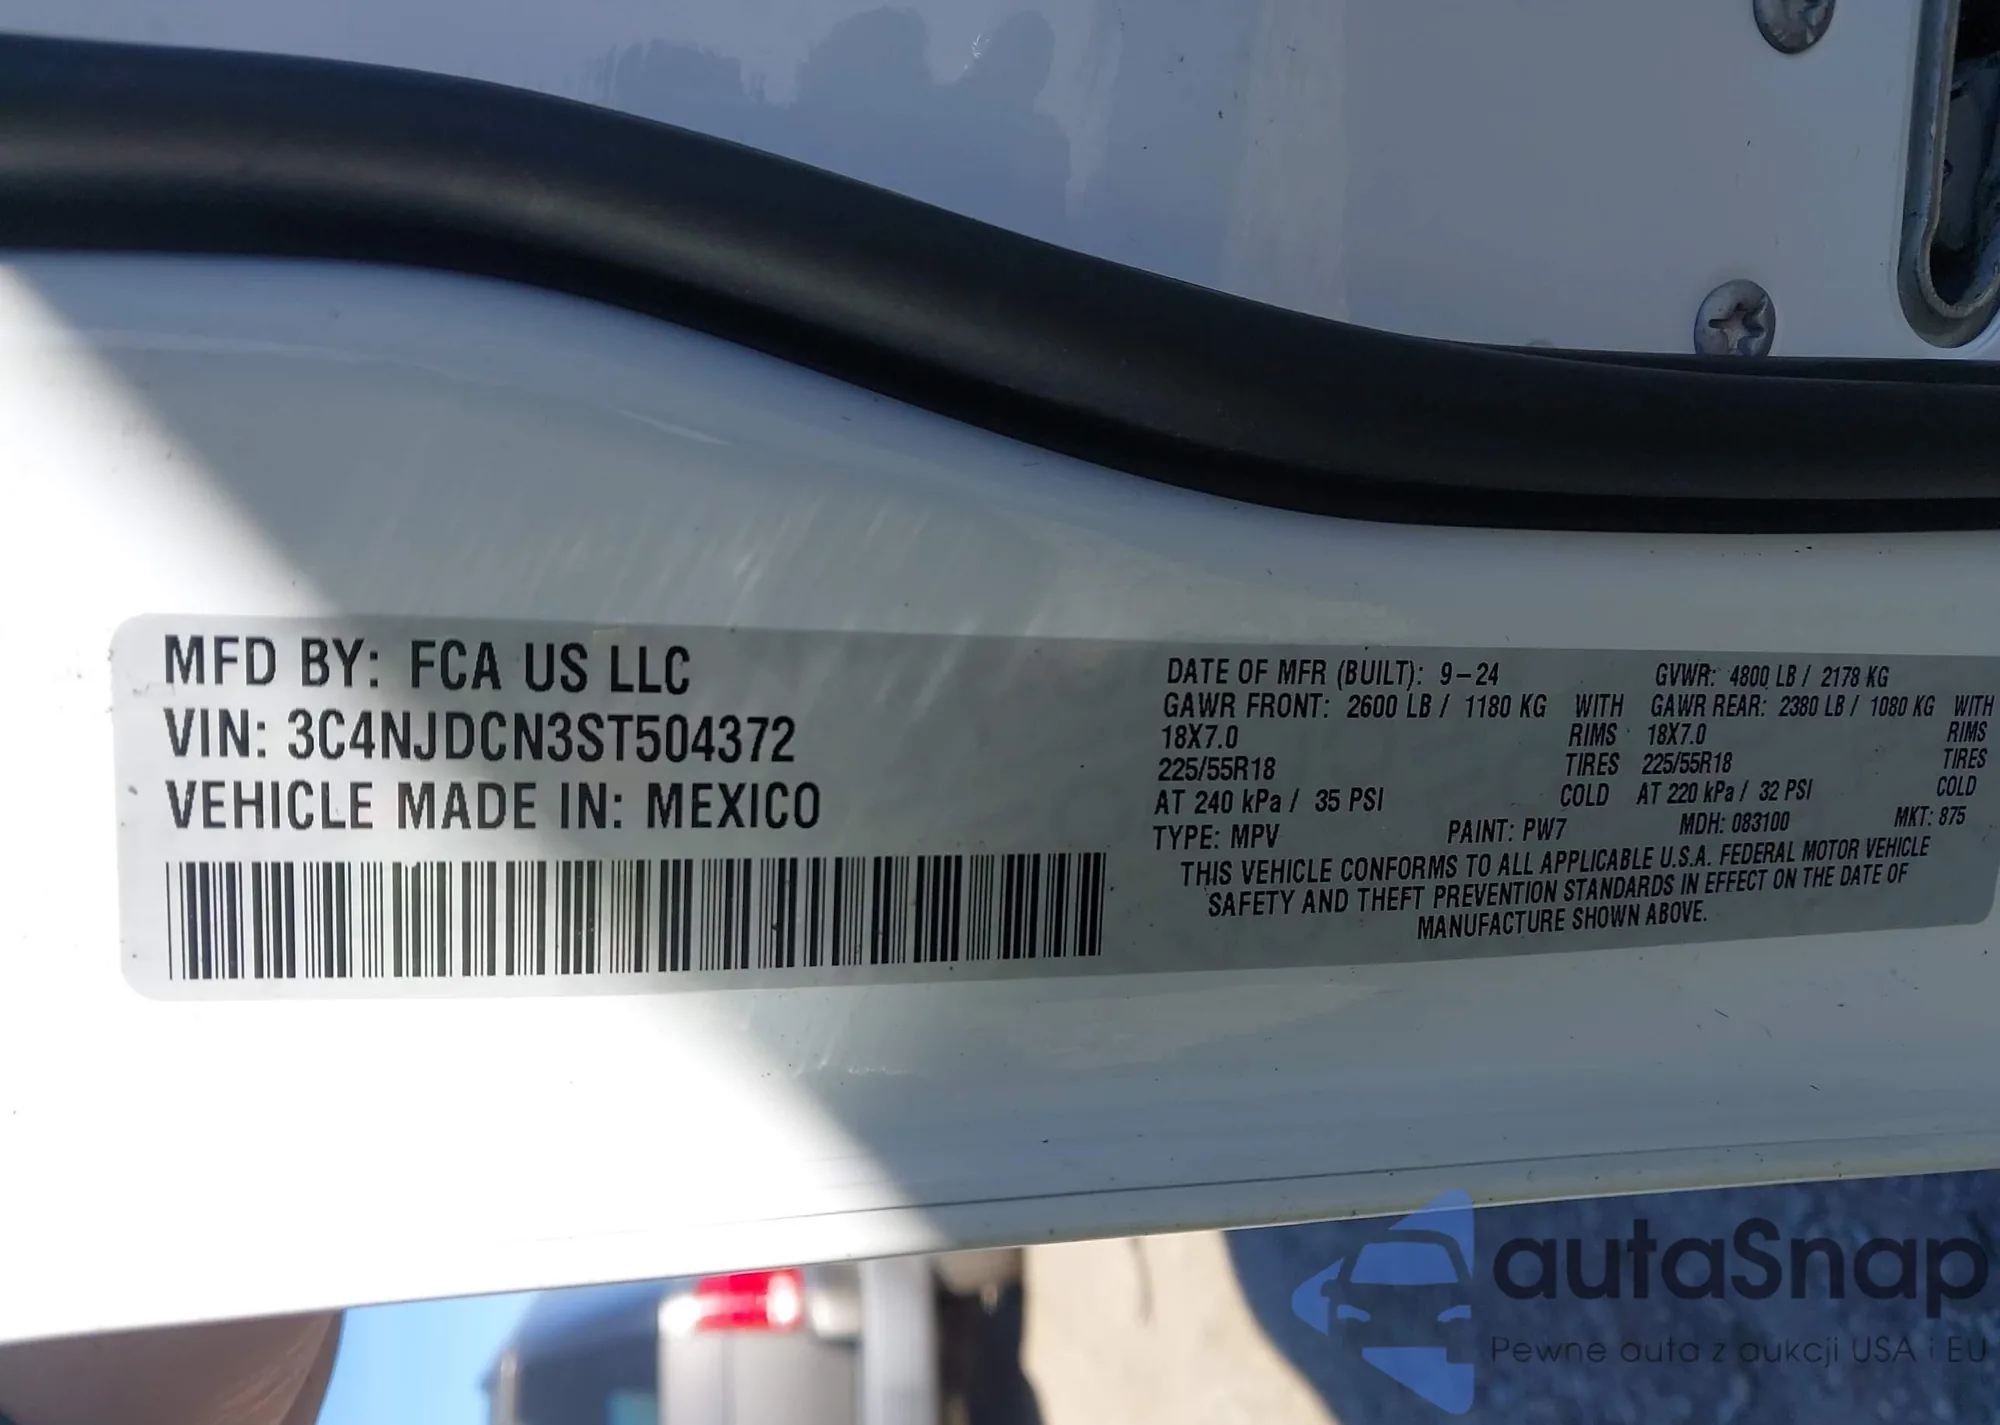 MFD BY: FCA US LLC
VIN: 3C4NJDCN3ST504372
VEHICLE MADE IN: MEXICO
DATE OF MFR (BUILT): 9-24 GVWR: 4800 LB / 2178 KG
GAWR FRONT: 2600 LB / 1180 KG WITH GAWR REAR: 2380 LB / 1080 KG WITH
18X7.0 RIMS 18X7.0 RIMS
225/55R18 TIRES 225/55R18 TIRES
AT 240 kPa / 35 PSI COLD AT 220 kPa / 32 PSI COLD
TYPE: MPV PAINT: PW7 MDH: 083100 MKT: 875
THIS VEHICLE CONFORMS TO ALL APPLICABLE U.S.A. FEDERAL MOTOR VEHICLE
SAFETY AND THEFT PREVENTION STANDARDS IN EFFECT ON THE DATE OF
MANUFACTURE SHOWN ABOVE.
autaSnap
Pewne auta z aukcji USA i EU